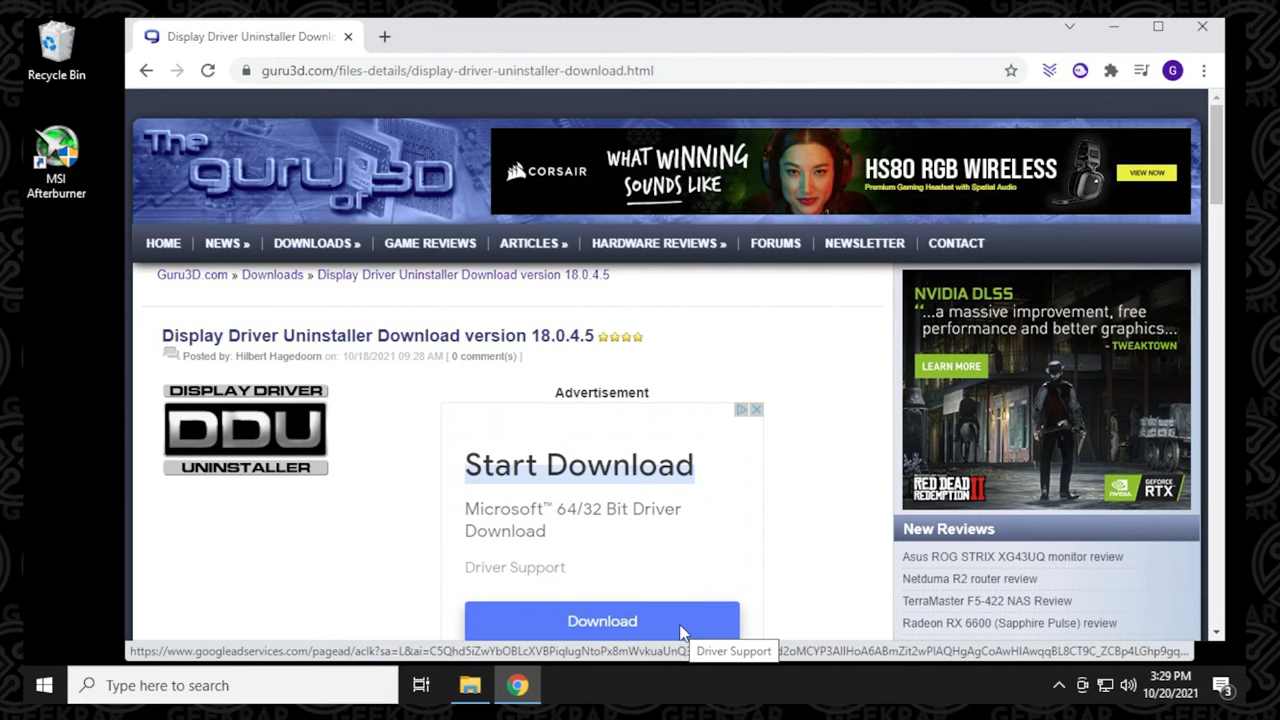 Recycle Bin
MSI
Afterburner
Display Driver Uninstaller Downl
guru3d.com/files-details/display-driver-uninstaller-download.html
G
The
guru
of
3D
CORSAIR
WHAT WINNING
SOUNDS LIKE
HS80 RGB WIRELESS
Premium Gaming Headset with Spatial Audio
VIEW NOW
HOME
NEWS »
DOWNLOADS »
GAME REVIEWS
ARTICLES »
HARDWARE REVIEWS »
FORUMS
NEWSLETTER
CONTACT
Guru3D.com » Downloads » Display Driver Uninstaller Download version 18.0.4.5
Display Driver Uninstaller Download version 18.0.4.5
Posted by: Hilbert Hagedoorn on: 10/18/2021 09:28 AM [ 0 comment(s) ]
DISPLAY DRIVER
DDU
UNINSTALLER
Advertisement
Start Download
Microsoft™ 64/32 Bit Driver
Download
Driver Support
Download
NVIDIA DLSS
“...a massive improvement, free
performance and better graphics...”
- TWEAKTOWN
LEARN MORE
RED DEAD
REDEMPTION II
NVIDIA
GEFORCE
RTX
New Reviews
Asus ROG STRIX XG43UQ monitor review
Netduma R2 router review
TerraMaster F5-422 NAS Review
Radeon RX 6600 (Sapphire Pulse) review
Driver Support
Type here to search
3:29 PM
10/20/2021
3